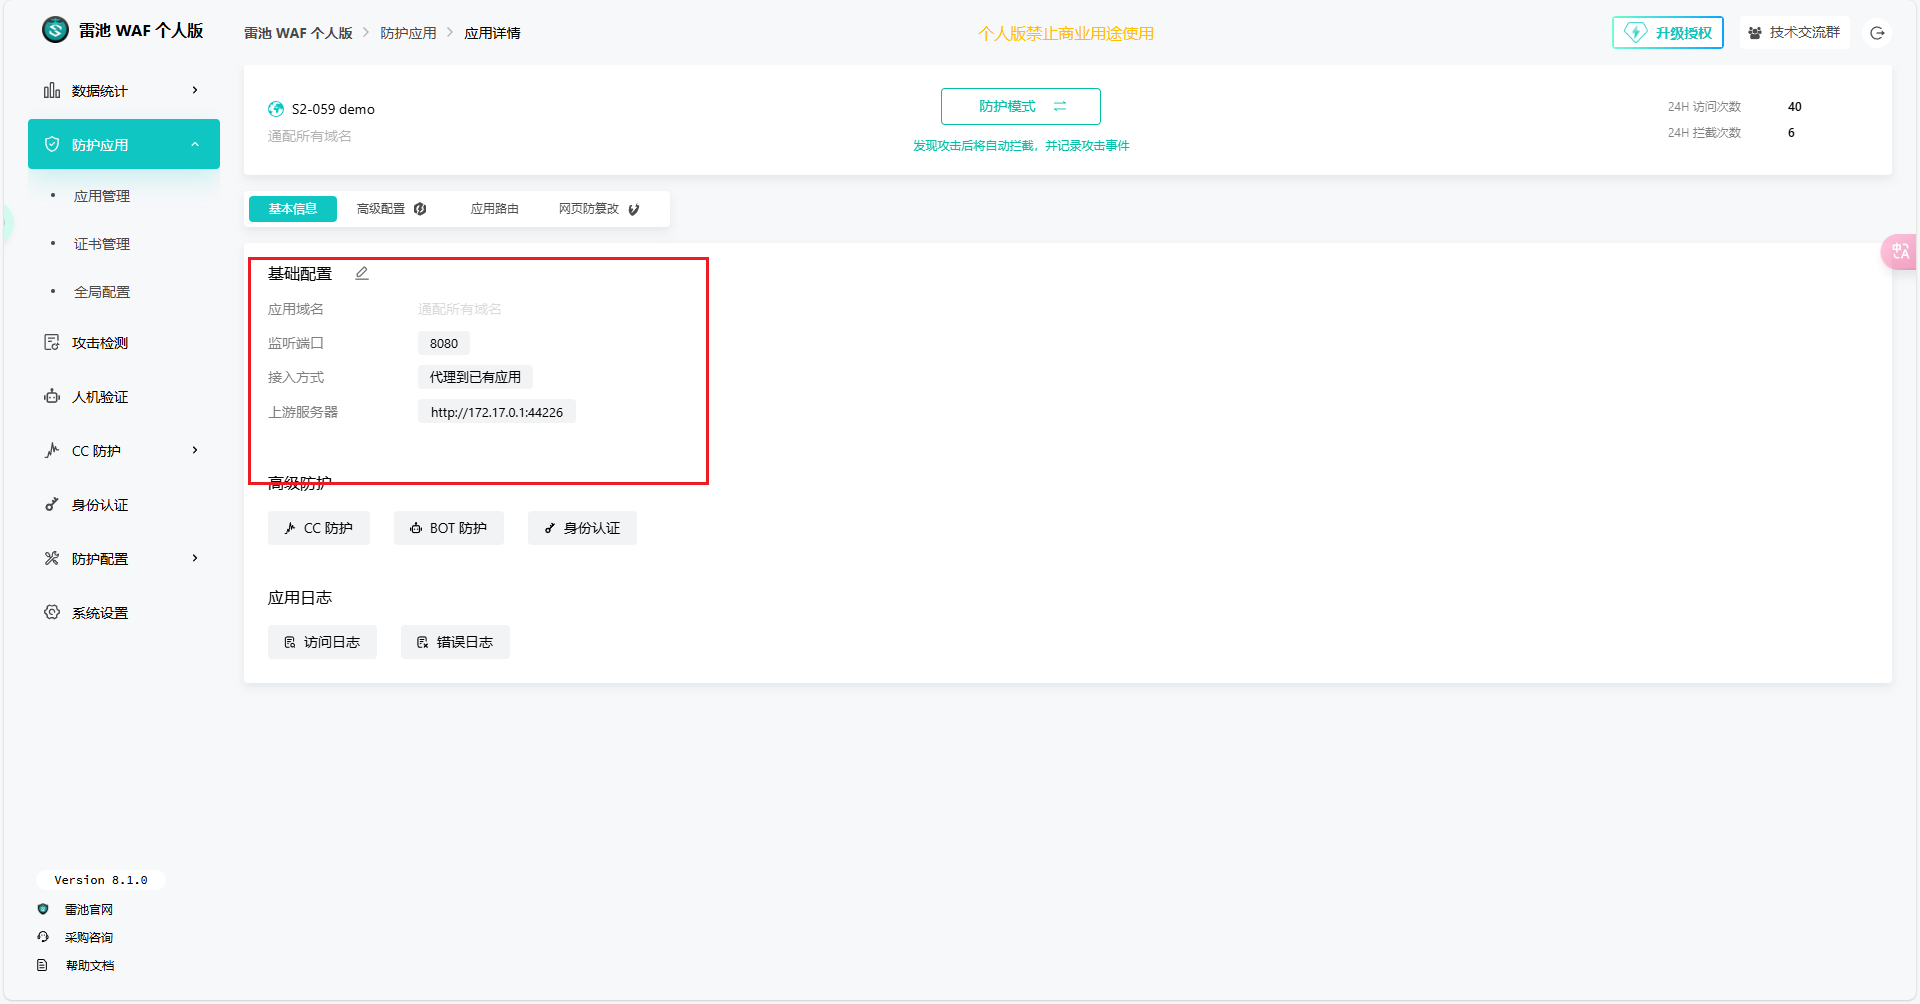 雷池 WAF 个人版
数据统计
防护应用
应用管理
证书管理
全局配置
攻击检测
人机验证
CC 防护
身份认证
防护配置
系统设置
Version 8.1.0
雷池官网
采购咨询
帮助文档
雷池 WAF 个人版 > 防护应用 > 应用详情
个人版禁止商业用途使用
升级授权
技术交流群
S2-059 demo
通配所有域名
防护模式
发现攻击后将自动拦截，并记录攻击事件
24H 访问次数 40
24H 拦截次数 6
基本信息 高级配置 应用路由 网页防篡改
基础配置
应用域名 通配所有域名
监听端口 8080
接入方式 代理到已有应用
上游服务器 http://172.17.0.1:44226
高级防护
CC 防护 BOT 防护 身份认证
应用日志
访问日志 错误日志
中A